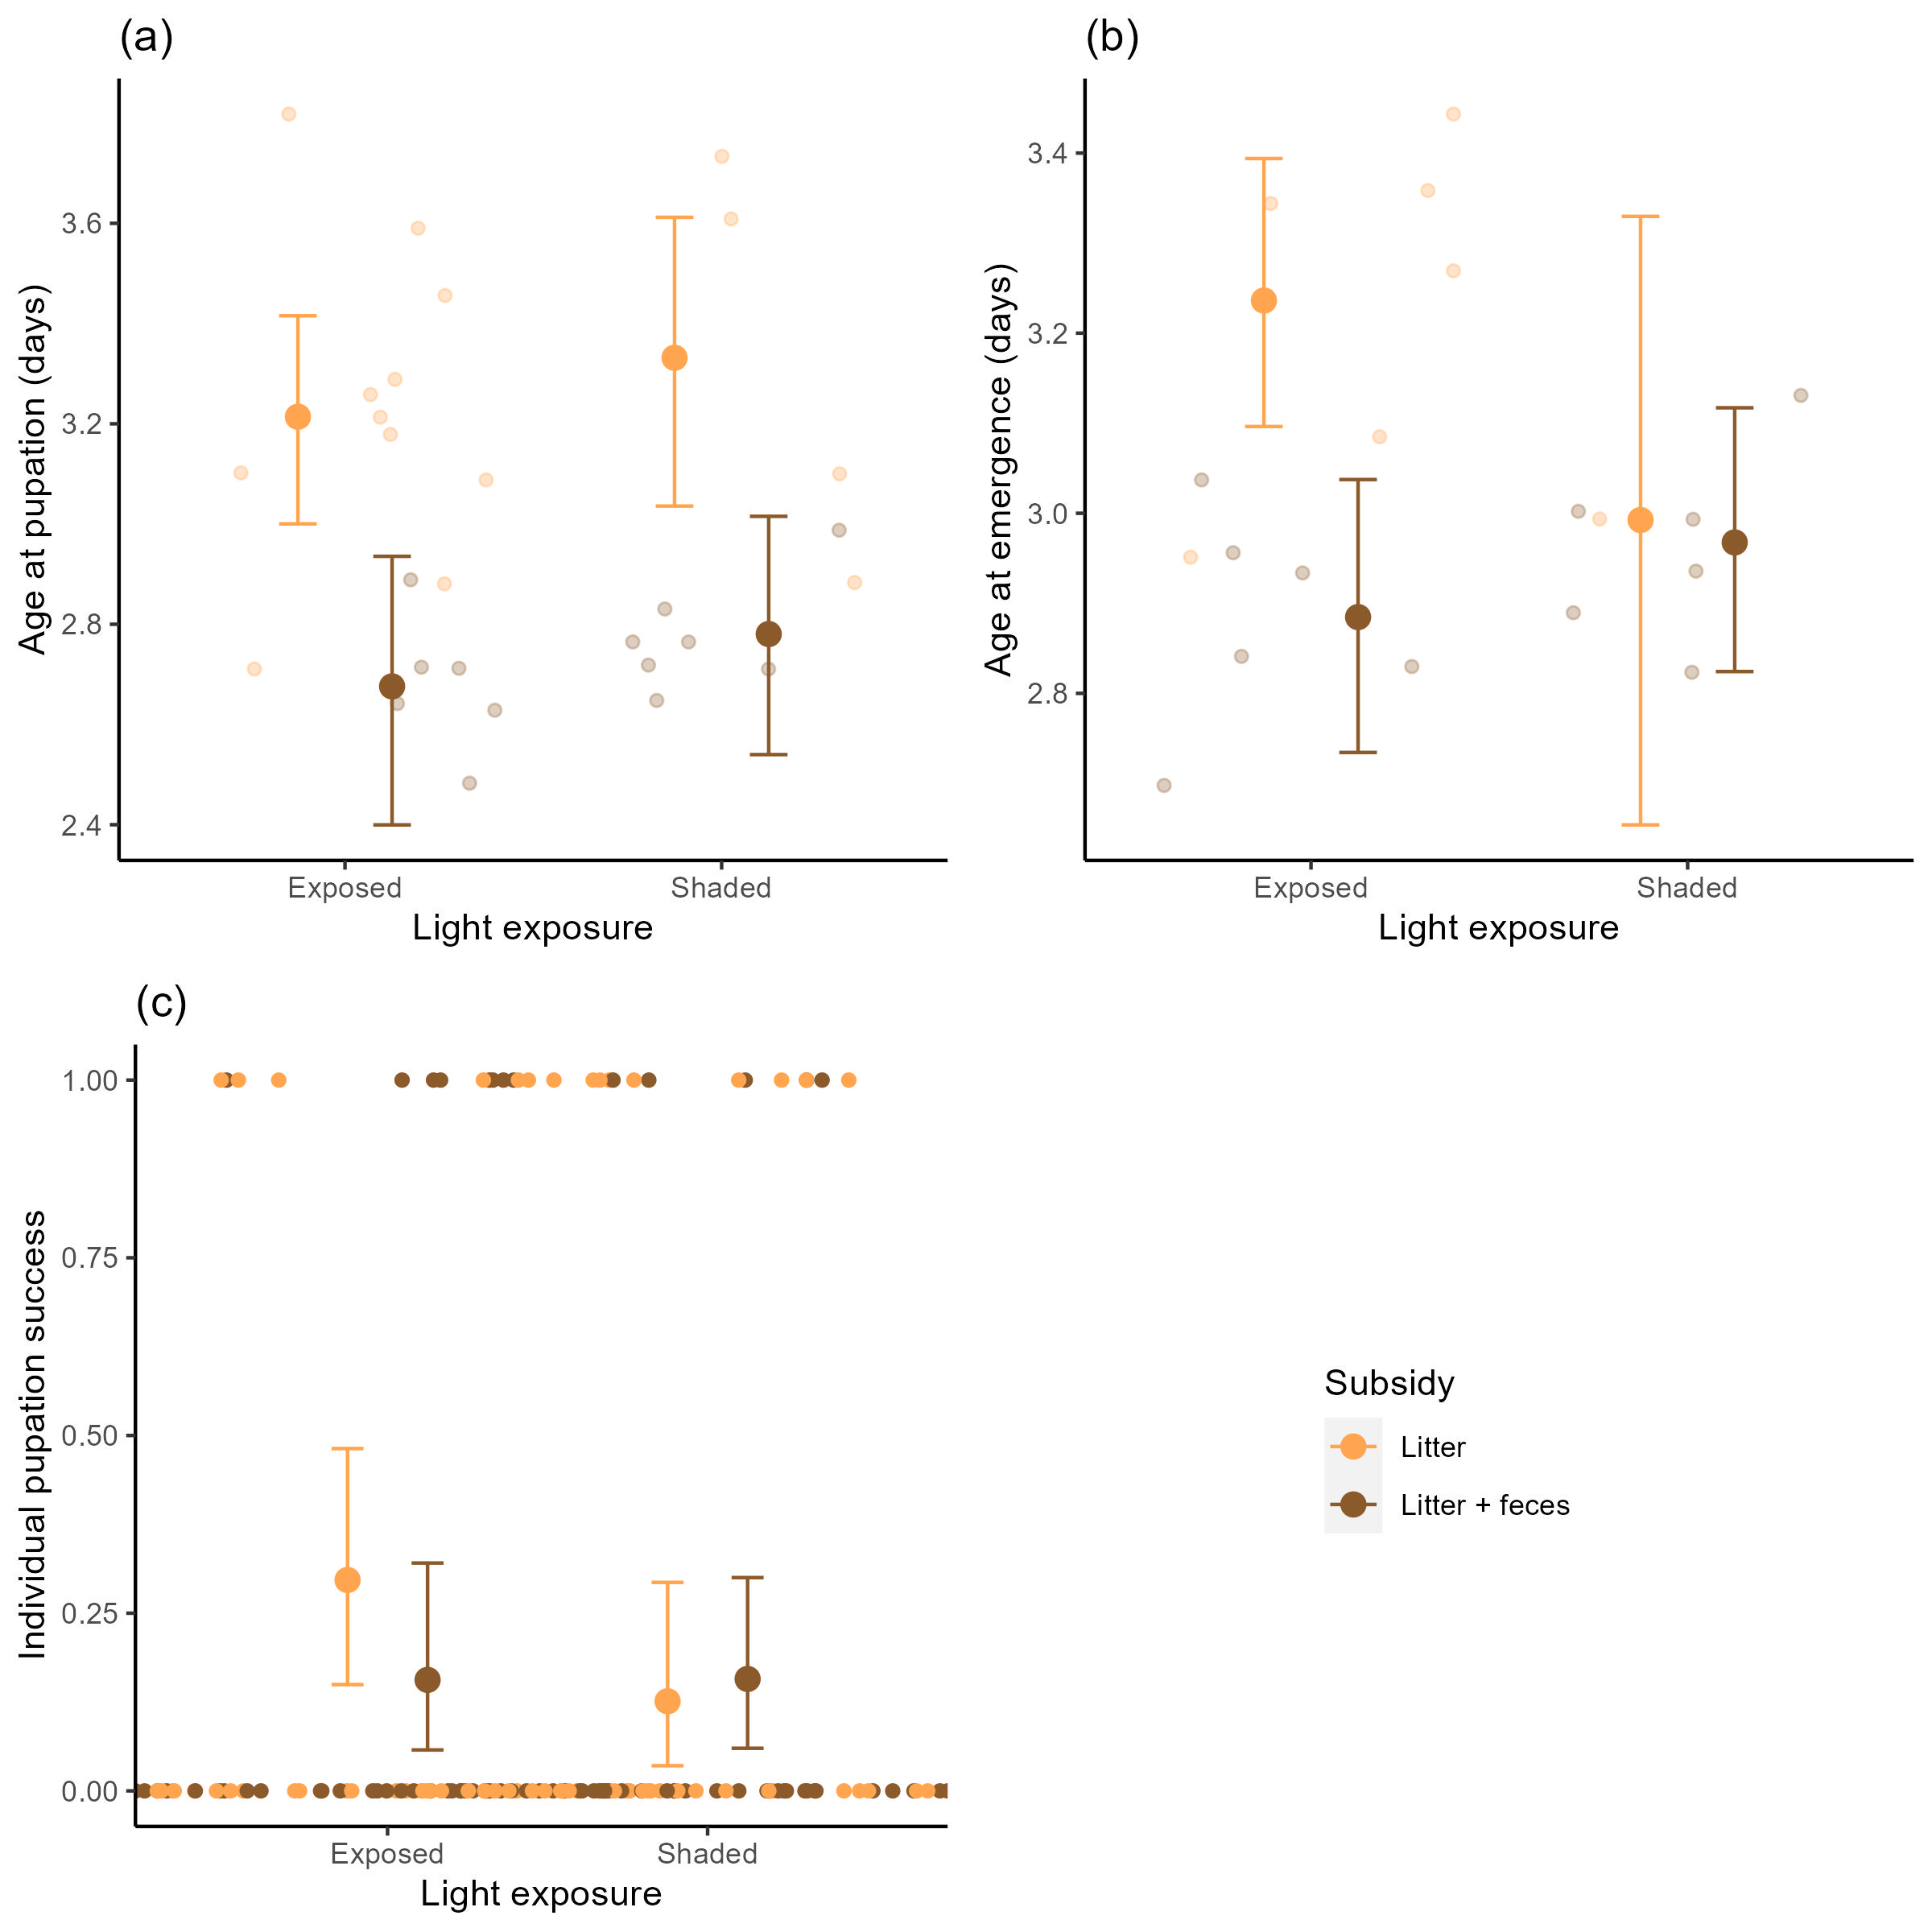 (a)
Age at pupation (days)
3.6
3.2
2.8
2.4
Exposed Shaded
Light exposure
(b)
Age at emergence (days)
3.4
3.2
3.0
2.8
Exposed Shaded
Light exposure
(c)
Individual pupation success
1.00
0.75
0.50
0.25
0.00
Exposed Shaded
Light exposure
Subsidy
Litter
Litter + feces